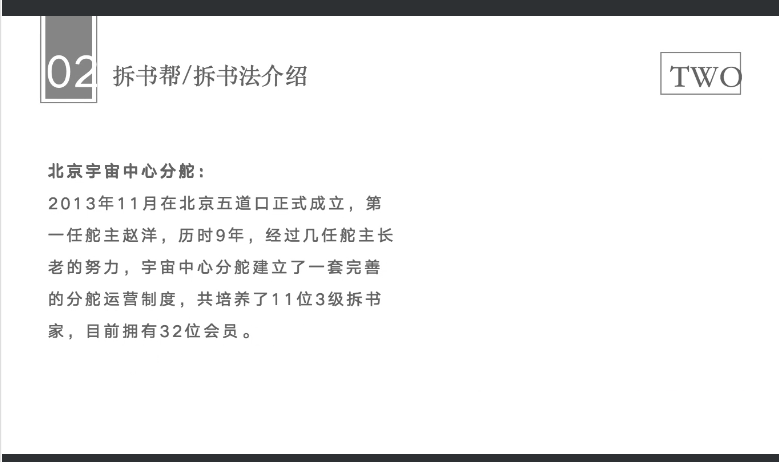 02 拆书帮/拆书法介绍
TWO
北京宇宙中心分舵：
2013年11月在北京五道口正式成立，第
一任舵主赵洋，历时9年，经过几任舵主长
老的努力，宇宙中心分舵建立了一套完善
的分舵运营制度，共培养了11位3级拆书
家，目前拥有32位会员。